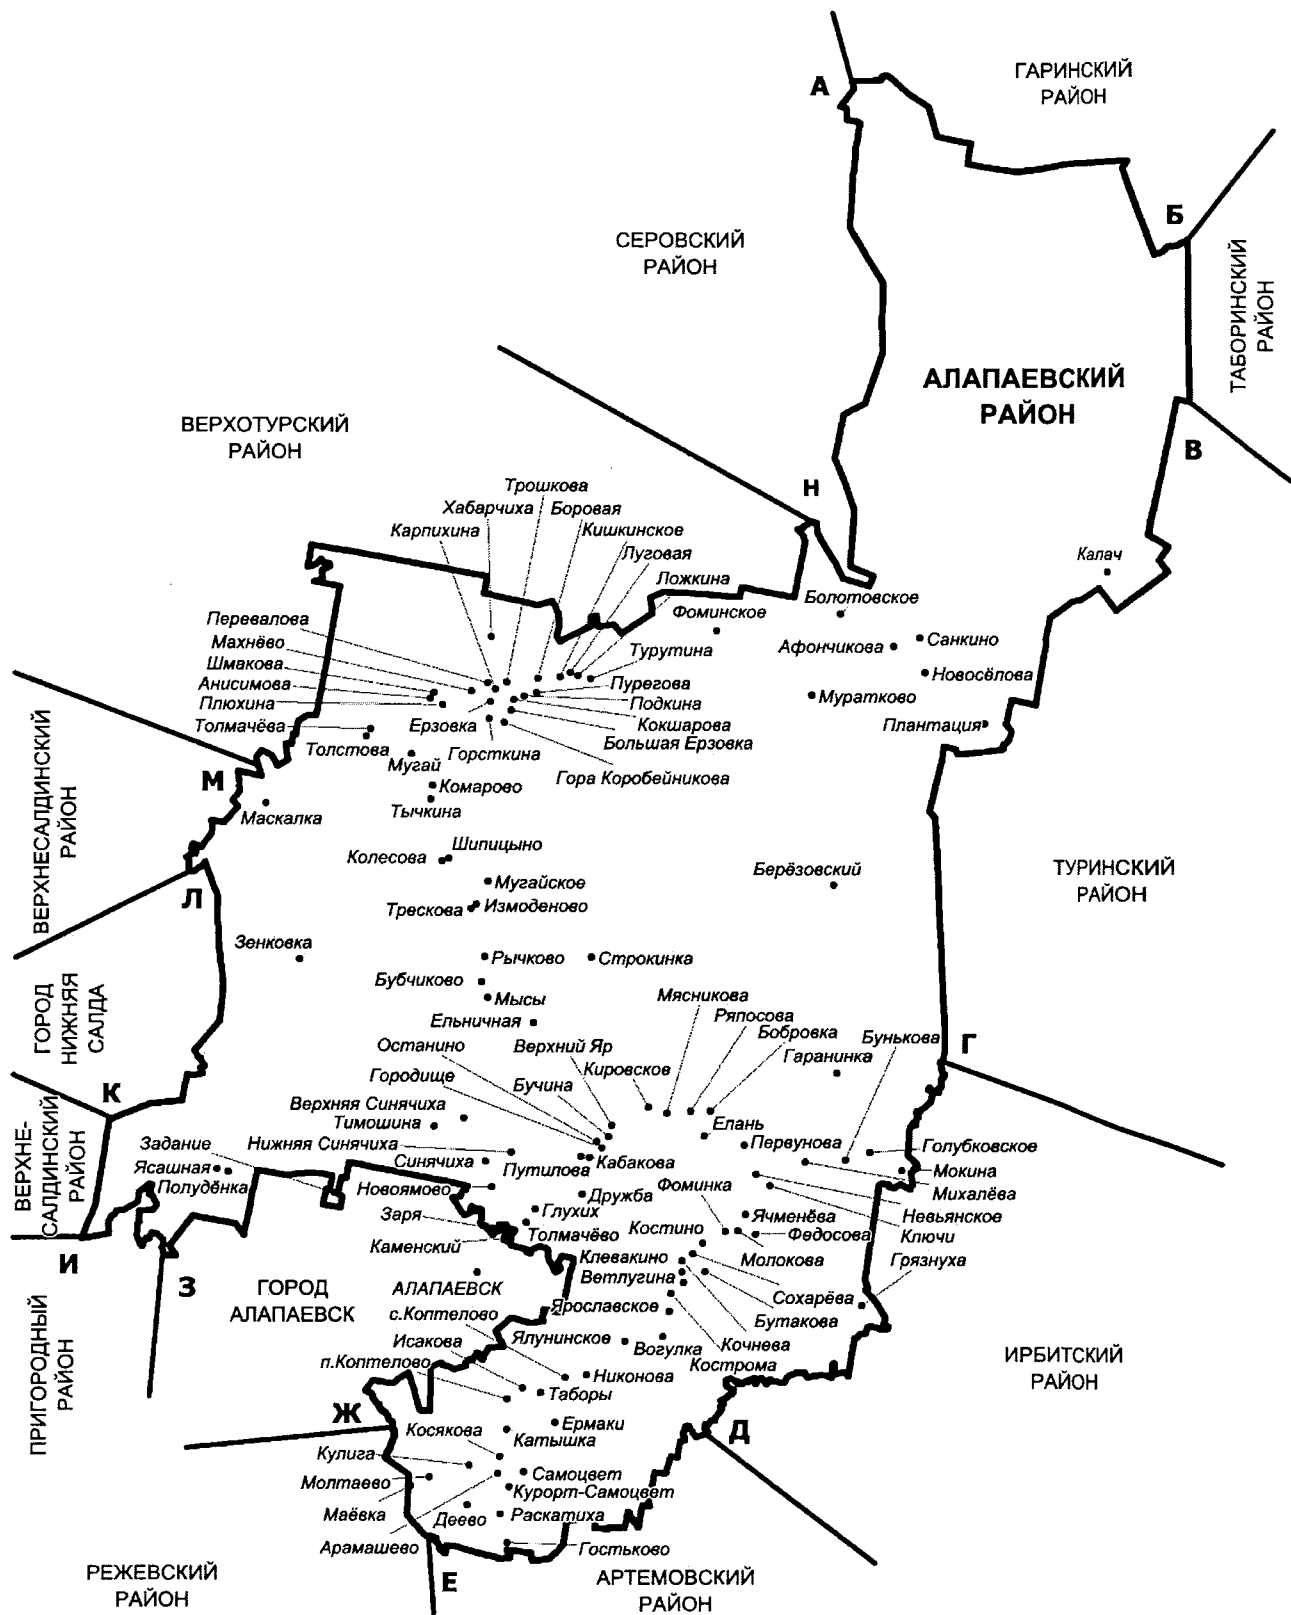 ГАРИНСКИЙ
РАЙОН
А
Б
СЕРОВСКИЙ
РАЙОН
ТАБОРИНСКИЙ
РАЙОН
АЛАПАЕВСКИЙ
РАЙОН
ВЕРХОТУРСКИЙ
РАЙОН
В
Н
Трошкова
Хабарчиха
Боровая
Карпихина
Кишкинское
Луговая
Ложкина
Калач
Болотовское
Фоминское
Перевалова
Махнёво
Шмакова
Анисимова
Плюхина
Толмачёва
Турутина
Афончикова
Санкино
Новосёлова
Пурегова
Подкина
Муратково
Ерзовка
Кокшарова
Плантация
Толстова
Горсткина
Большая Ерзовка
Мугай
Гора Коробейникова
М
Комарово
Тычкина
Маскалка
ВЕРХНЕСАЛДИНСКИЙ
РАЙОН
Шипицыно
Колесова
Берёзовский
ТУРИНСКИЙ
РАЙОН
Л
Мугайское
Трескова
Измоденово
Зенковка
Рычково
Строкинка
Бубчиково
Мысы
ГОРОД
НИЖНЯЯ
САЛДА
Ельничная
Мясникова
Ряпосова
Бобровка
Бунькова
Г
Останино
Верхний Яр
Гаранинка
Городище
Кировское
Бучина
К
Верхняя Синячиха
Тимошина
Елань
Задание
Нижняя Синячиха
Первунова
Голубковское
Ясашная
Синячиха
Путилова
Кабакова
Мокина
Полудёнка
Новоямово
Дружба
Фоминка
Михалёва
ВЕРХНЕ-
САЛДИНСКИЙ
РАЙОН
Заря
Глухих
Ячменёва
Невьянское
Каменский
Толмачёво
Костино
Федосова
Ключи
И
З
Клевакино
Молокова
Грязнуха
ГОРОД
АЛАПАЕВСК
АЛАПАЕВСК
Ветлугина
Сохарёва
с.Коптелово
Ярославское
Бутакова
Исакова
Ялунинское
Вогулка
Кочнева
п.Коптелово
Никонова
Кострома
ИРБИТСКИЙ
РАЙОН
ПРИГОРОДНЫЙ
РАЙОН
Таборы
Ж
Косякова
Ермаки
Д
Катышка
Кулига
Молтаево
Самоцвет
Курорт-Самоцвет
Маёвка
Деево
Раскатиха
Арамашево
Гостьково
РЕЖЕВСКИЙ
РАЙОН
Е
АРТЕМОВСКИЙ
РАЙОН